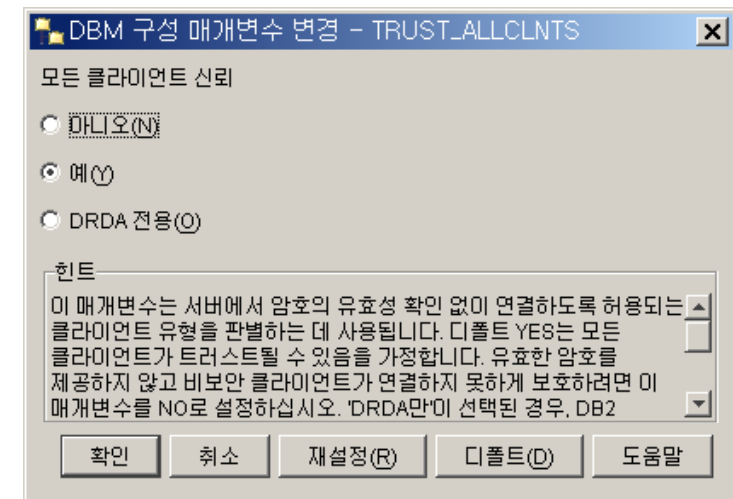 DBM 구성 매개변수 변경 - TRUST_ALLCLNTS
모든 클라이언트 신뢰
아니오(N)
예(Y)
DRDA 전용(O)
힌트
이 매개변수는 서버에서 암호의 유효성 확인 없이 연결하도록 허용되는
클라이언트 유형을 판별하는 데 사용됩니다. 디폴트 YES는 모든
클라이언트가 트러스트될 수 있음을 가정합니다. 유효한 암호를
제공하지 않고 비보안 클라이언트가 연결하지 못하게 보호하려면 이
매개변수를 NO로 설정하십시오. 'DRDA만'이 선택된 경우, DB2
확인 취소 재설정(R) 디폴트(D) 도움말